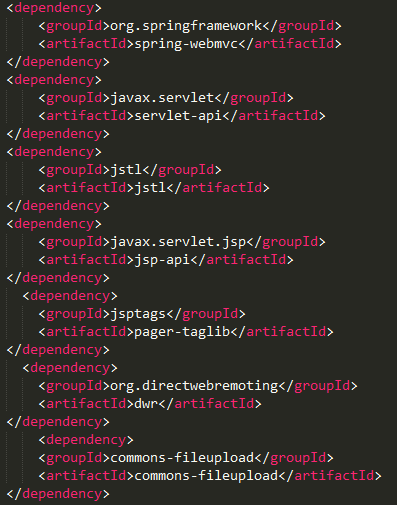 <dependency>
    <groupId>org.springframework</groupId>
    <artifactId>spring-webmvc</artifactId>
</dependency>
<dependency>
    <groupId>javax.servlet</groupId>
    <artifactId>servlet-api</artifactId>
</dependency>
<dependency>
    <groupId>jstl</groupId>
    <artifactId>jstl</artifactId>
</dependency>
<dependency>
    <groupId>javax.servlet.jsp</groupId>
    <artifactId>jsp-api</artifactId>
</dependency>
  <dependency>
    <groupId>jsptags</groupId>
    <artifactId>pager-taglib</artifactId>
</dependency>
  <dependency>
    <groupId>org.directwebremoting</groupId>
    <artifactId>dwr</artifactId>
</dependency>
    <dependency>
    <groupId>commons-fileupload</groupId>
    <artifactId>commons-fileupload</artifactId>
</dependency>